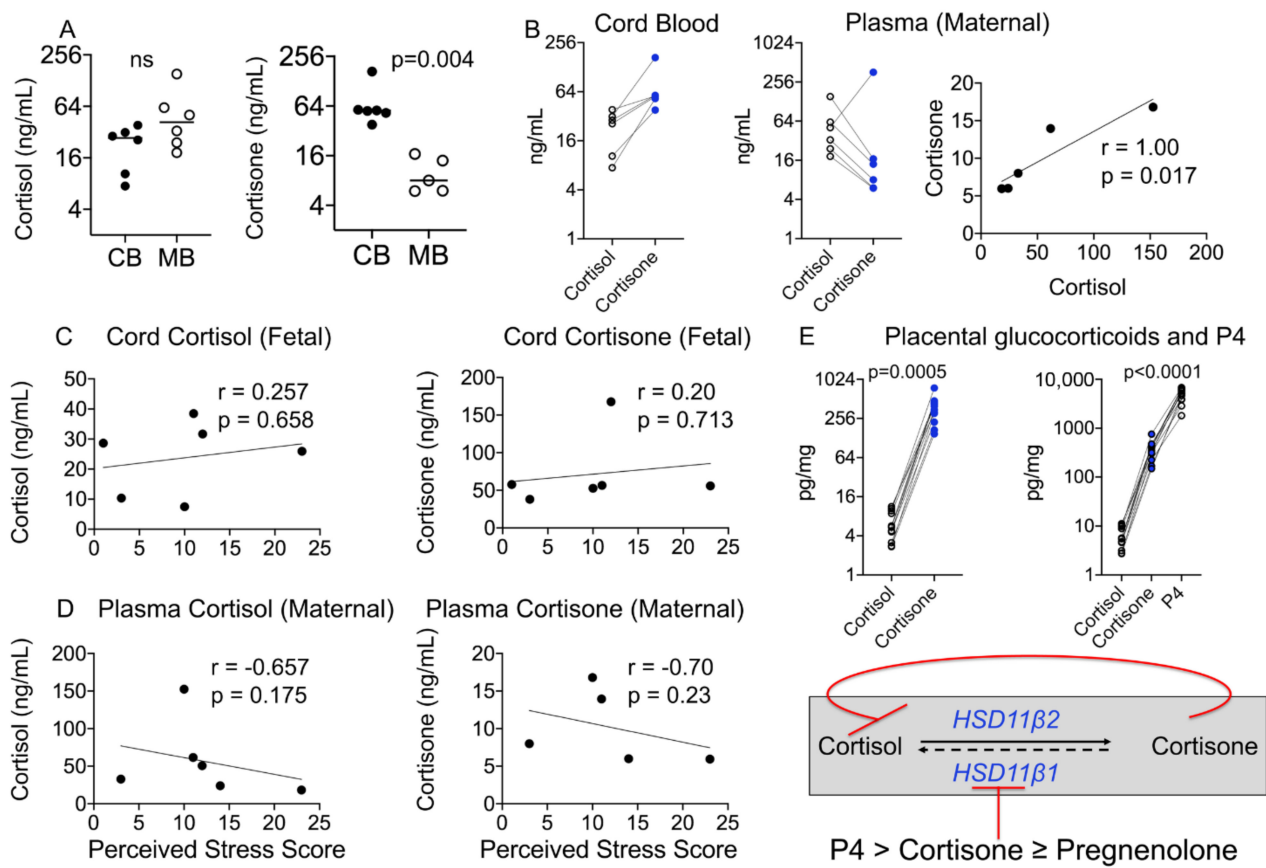 A
Cortisol (ng/mL)
256
64
16
4
ns
CB
MB
Cortisone (ng/mL)
256
64
16
4
p=0.004
CB
MB
B
Cord Blood
ng/mL
256
64
16
4
1
Cortisol
Cortisone
Plasma (Maternal)
ng/mL
1024
256
64
16
4
1
Cortisol
Cortisone
Cortisone
20
15
10
5
0
r = 1.00
p = 0.017
0
50
100
150
200
Cortisol
C
Cord Cortisol (Fetal)
Cortisol (ng/mL)
50
40
30
20
10
0
r = 0.257
p = 0.658
0
5
10
15
20
25
Cord Cortisone (Fetal)
Cortisone (ng/mL)
200
150
100
50
0
r = 0.20
p = 0.713
0
5
10
15
20
25
D
Plasma Cortisol (Maternal)
Cortisol (ng/mL)
200
150
100
50
0
r = -0.657
p = 0.175
0
5
10
15
20
25
Perceived Stress Score
Plasma Cortisone (Maternal)
Cortisone (ng/mL)
20
15
10
5
0
r = -0.70
p = 0.23
0
5
10
15
20
25
Perceived Stress Score
E
Placental glucocorticoids and P4
pg/mg
1024
256
64
16
4
1
p=0.0005
Cortisol
Cortisone
pg/mg
10,000
1000
100
10
1
p<0.0001
Cortisol
Cortisone
P4
HSD11β2
Cortisol
Cortisone
HSD11β1
P4 > Cortisone ≥ Pregnenolone